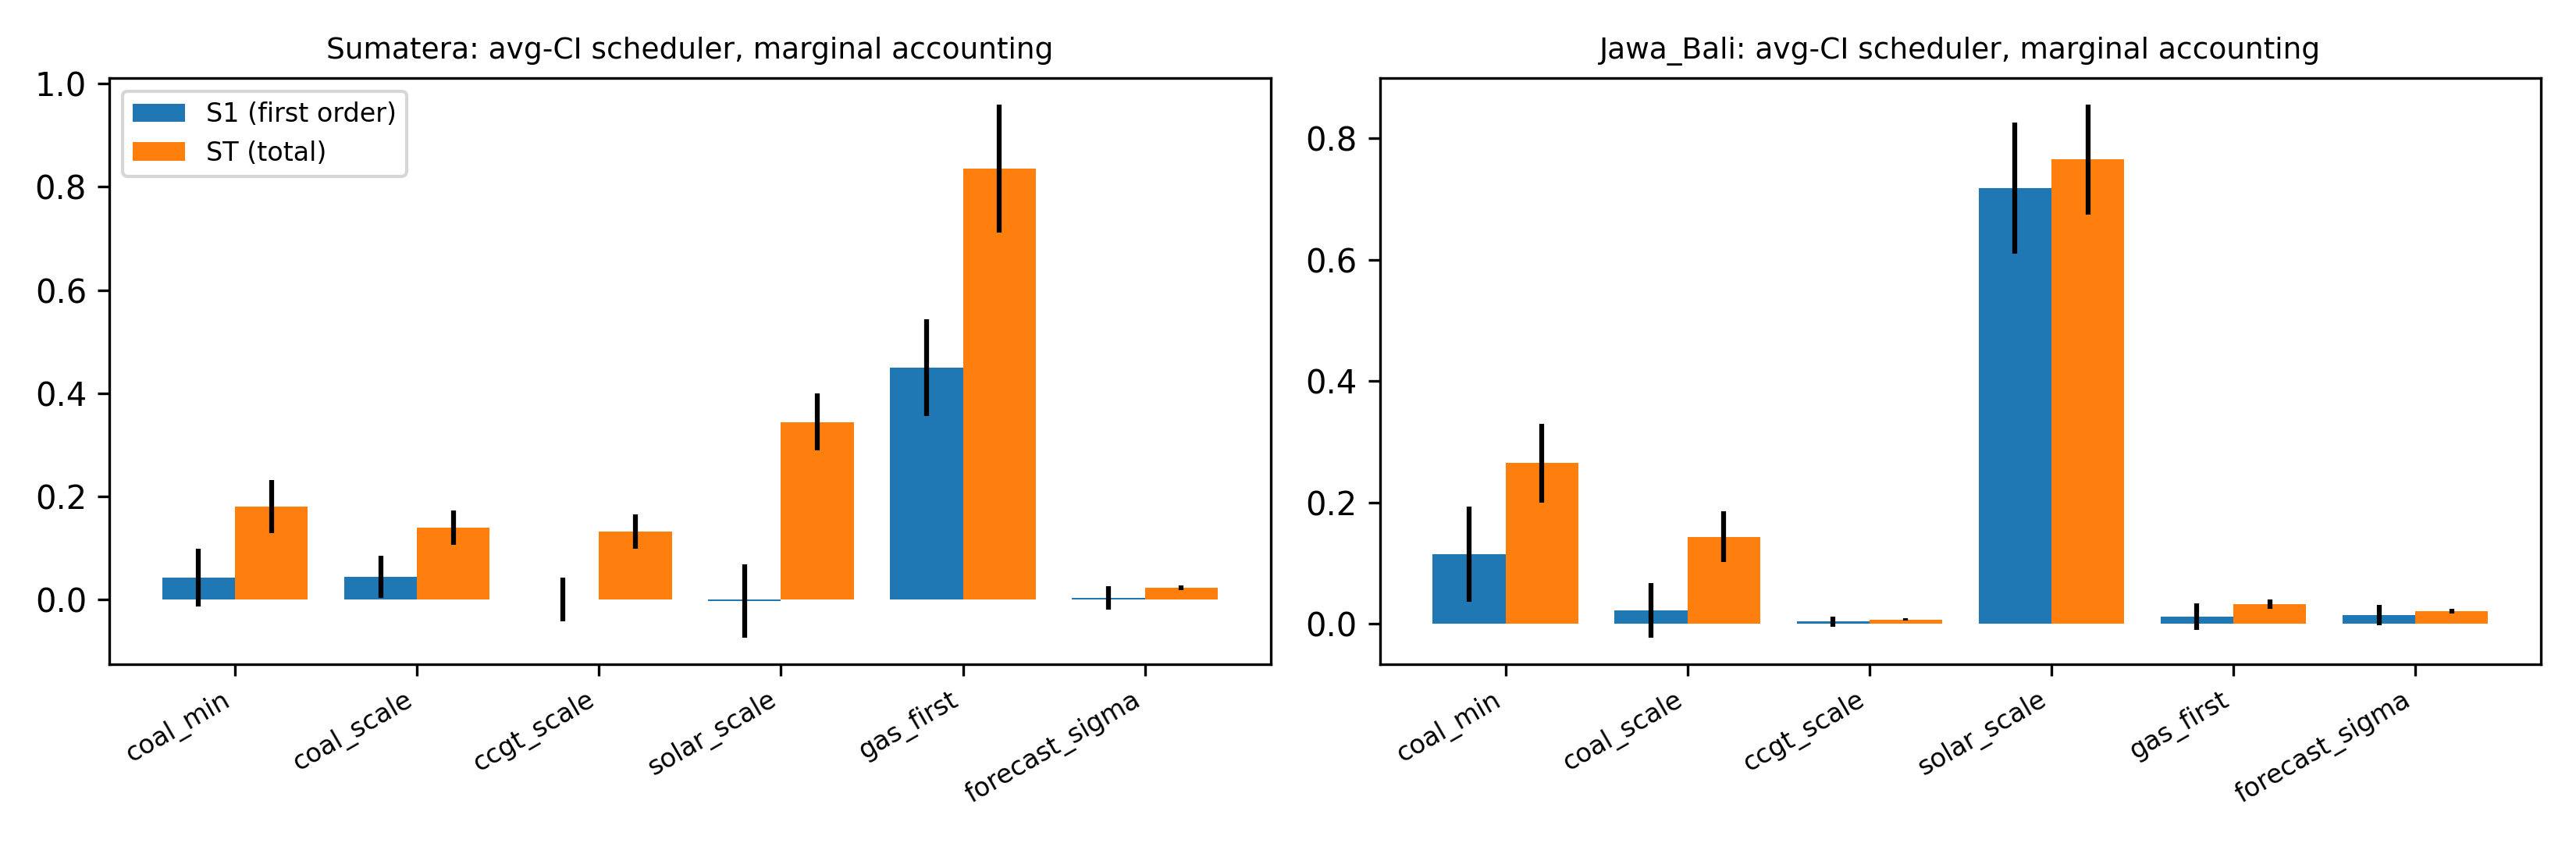 Sumatera: avg-CI scheduler, marginal accounting
1.0
0.8
0.6
0.4
0.2
0.0
S1 (first order)
ST (total)
coal_min
coal_scale
ccgt_scale
solar_scale
gas_first
forecast_sigma
Jawa_Bali: avg-CI scheduler, marginal accounting
0.8
0.6
0.4
0.2
0.0
coal_min
coal_scale
ccgt_scale
solar_scale
gas_first
forecast_sigma